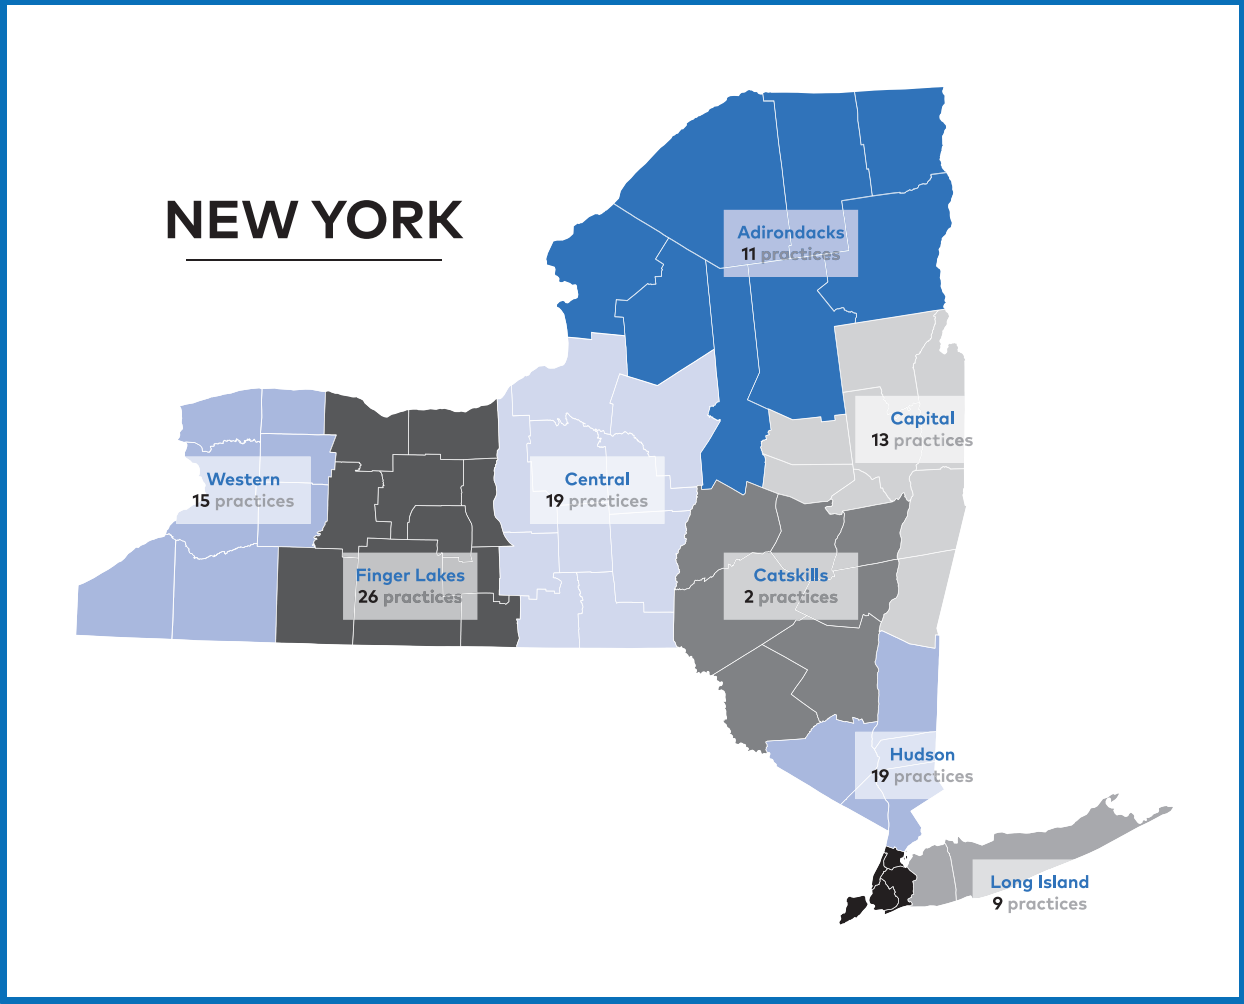 NEW YORK
Adirondacks
11 practices
Capital
13 practices
Western
15 practices
Central
19 practices
Finger Lakes
26 practices
Catskills
2 practices
Hudson
19 practices
Long Island
9 practices